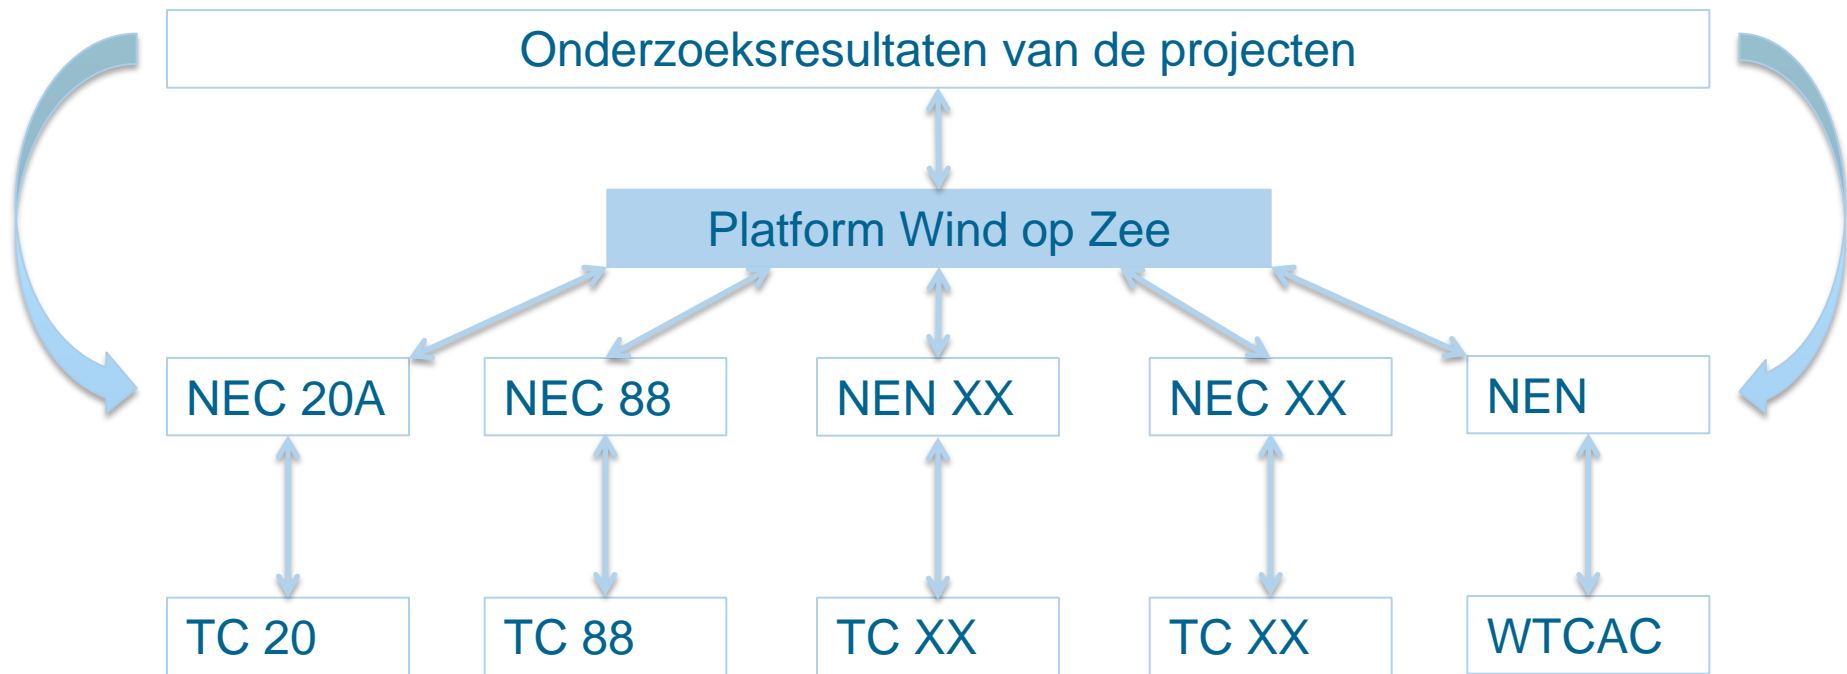 Onderzoeksresultaten van de projecten
Platform Wind op Zee
NEC 20A
NEC 88
NEN XX
NEC XX
NEN
TC 20
TC 88
TC XX
TC XX
WTCAC